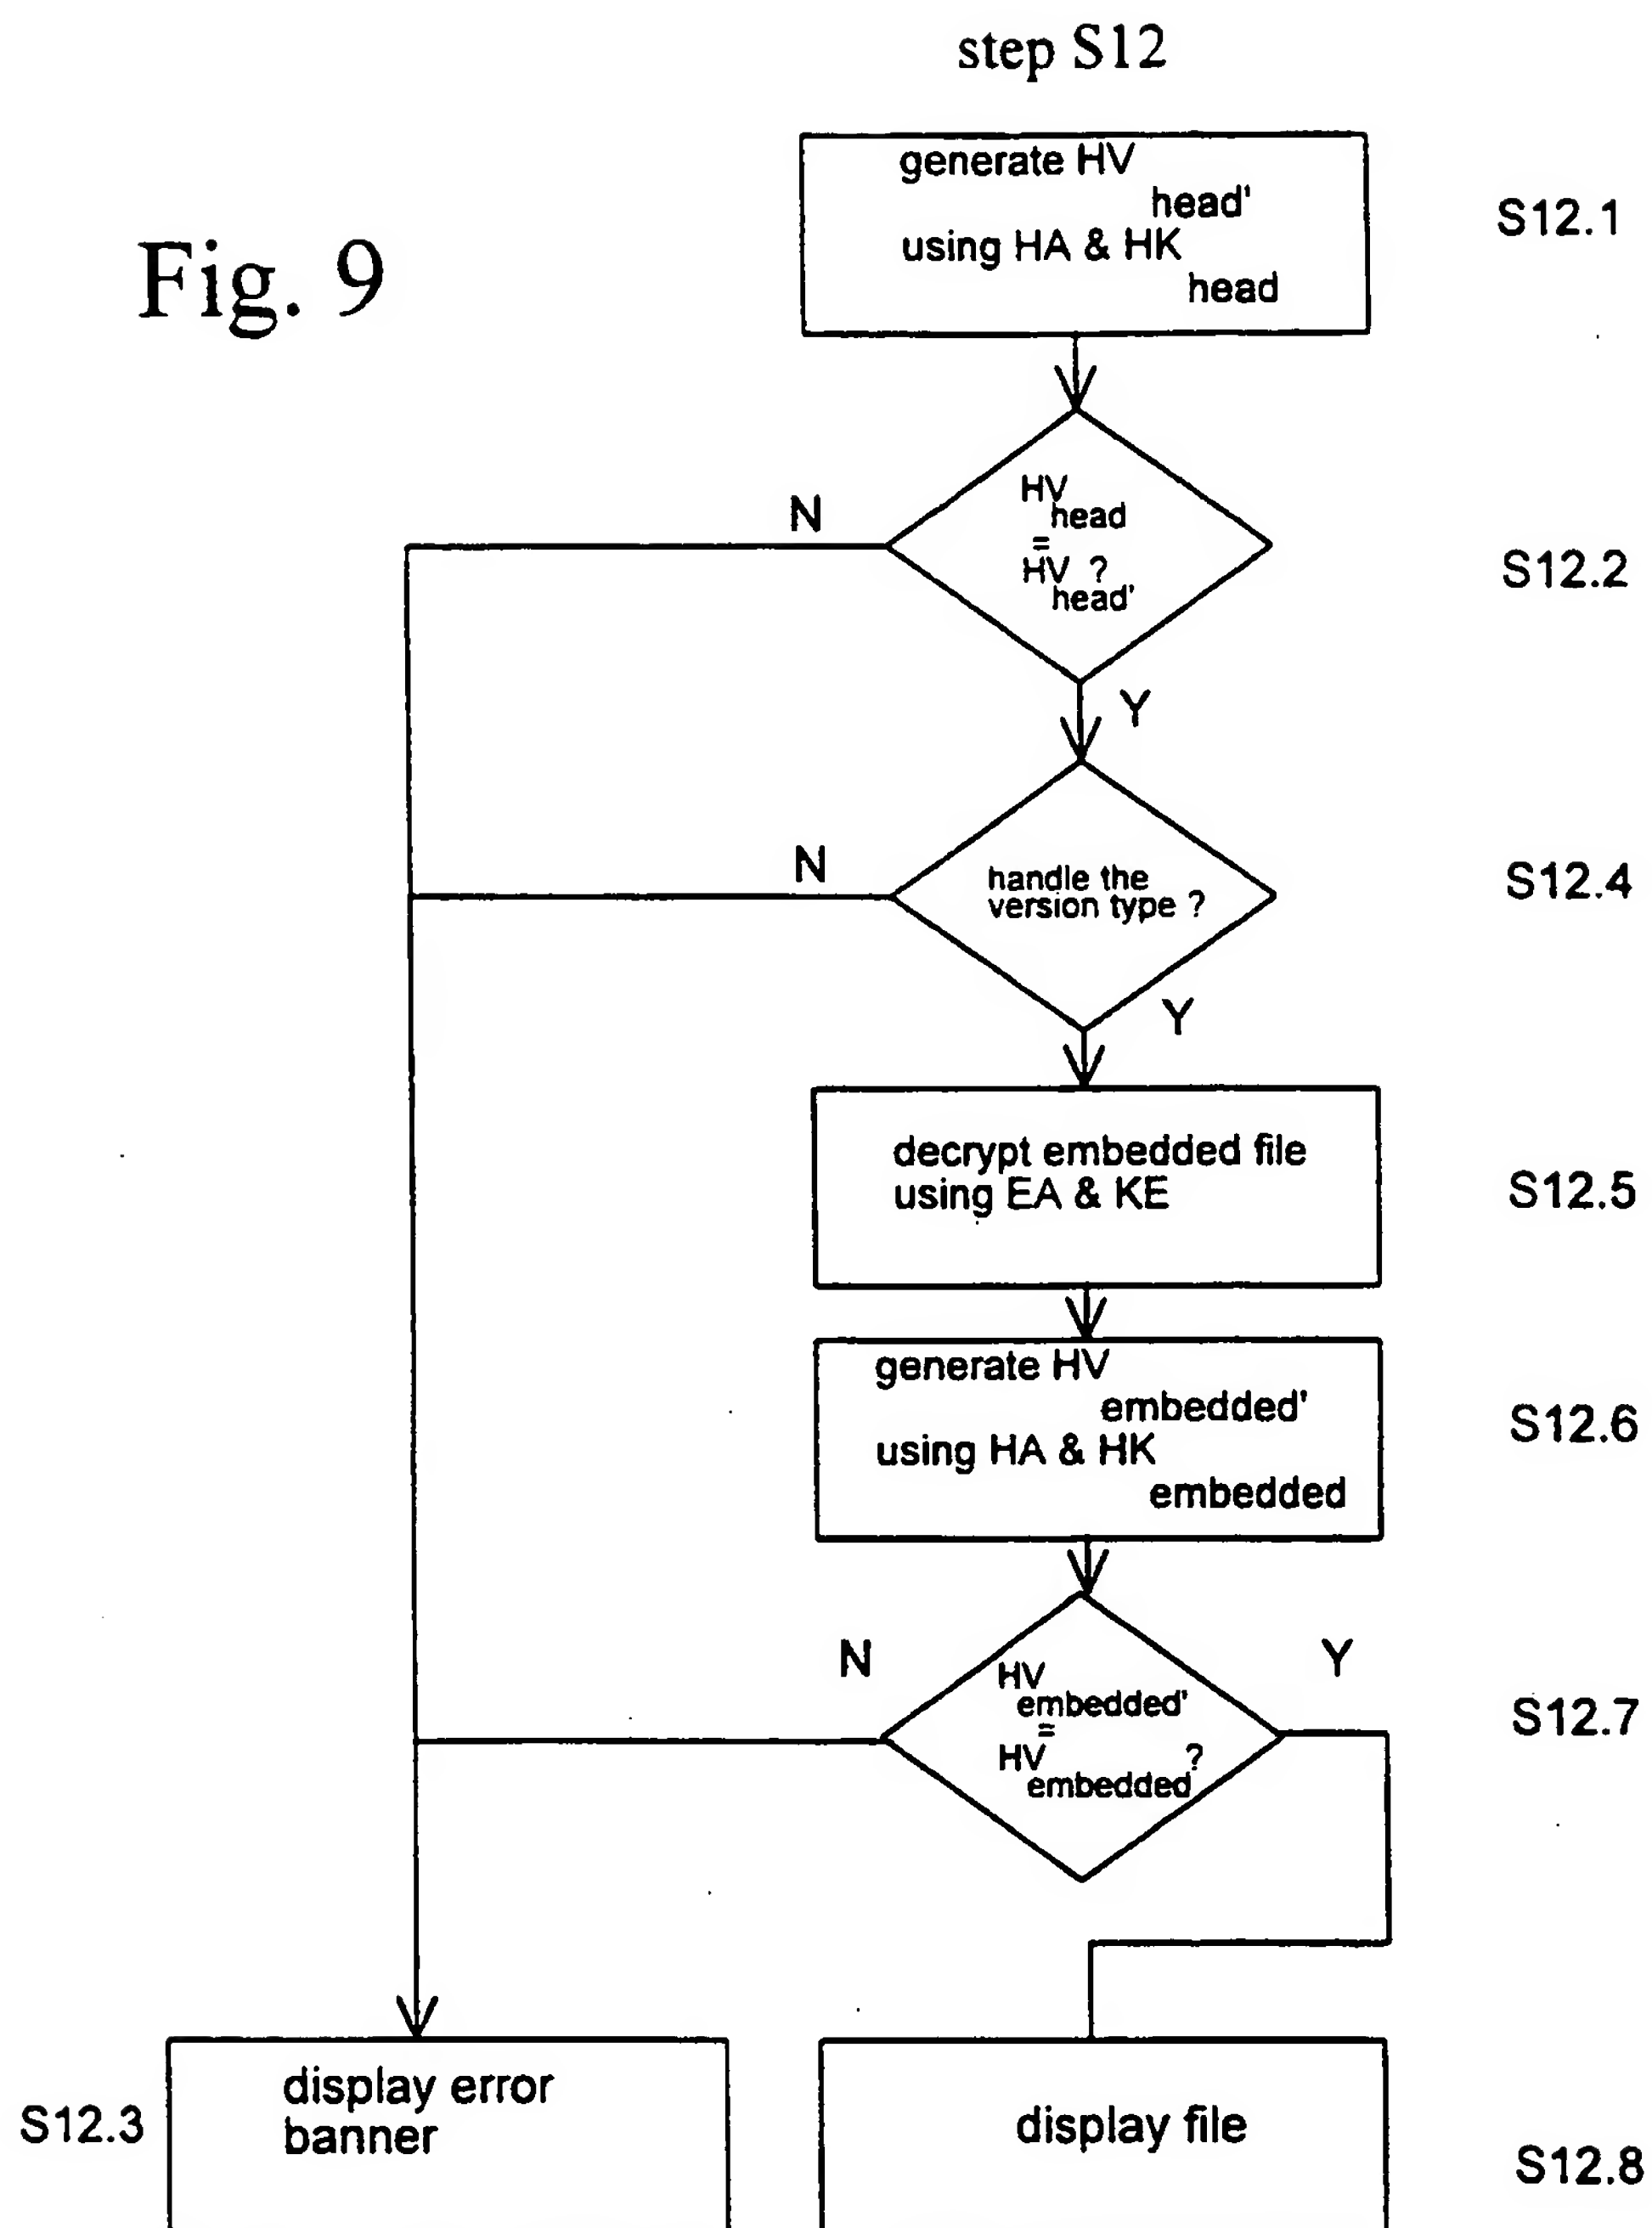 step S12
Fig. 9
generate HV
head'
using HA & HK
head
S12.1
N
HV
head
=
HV ?
head'
S12.2
Y
N
handle the
version type ?
S12.4
Y
decrypt embedded file
using EA & KE
S12.5
generate HV
embedded'
using HA & HK
embedded
S12.6
N
Y
HV
embedded'
=
HV ?
embedded
S12.7
S12.3
display error
banner
display file
S12.8